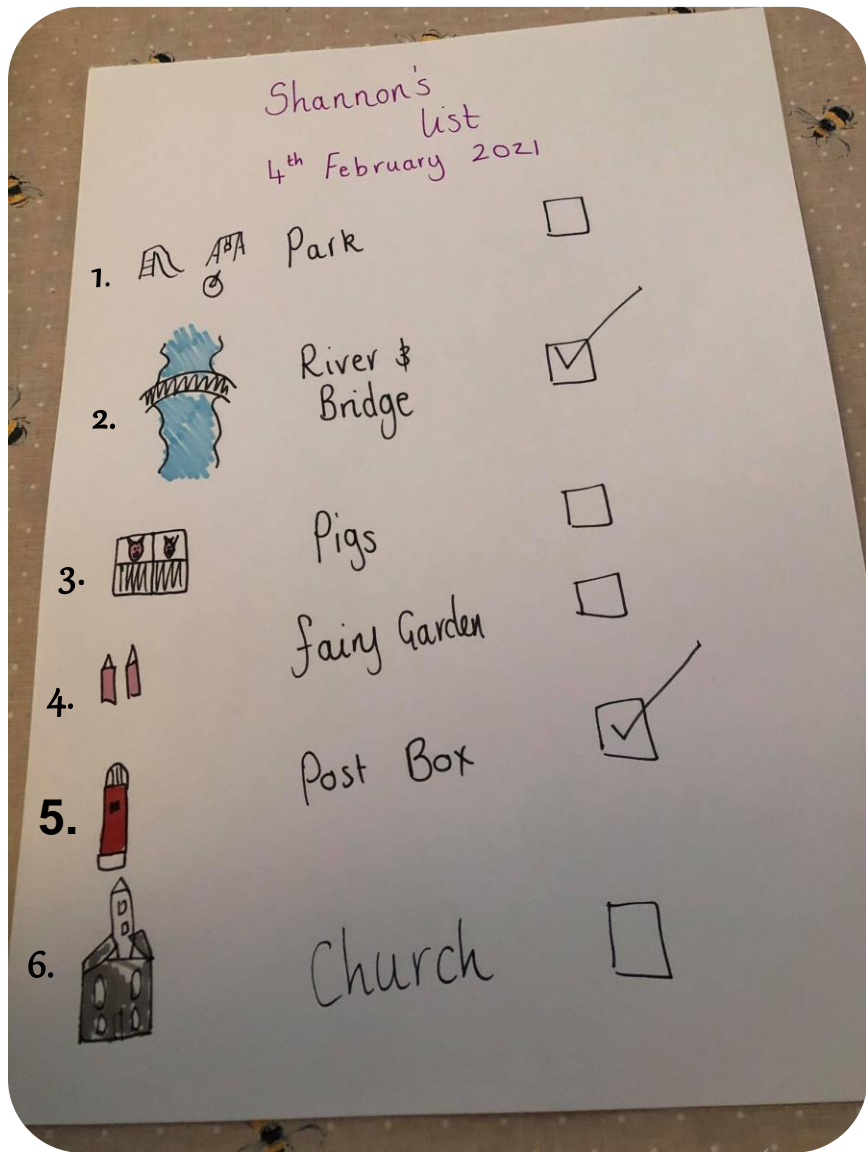 Shannon's
list
4th February 2021
1. Park
2. River &
Bridge
3. Pigs
4. fairy Garden
5. Post Box
6. Church